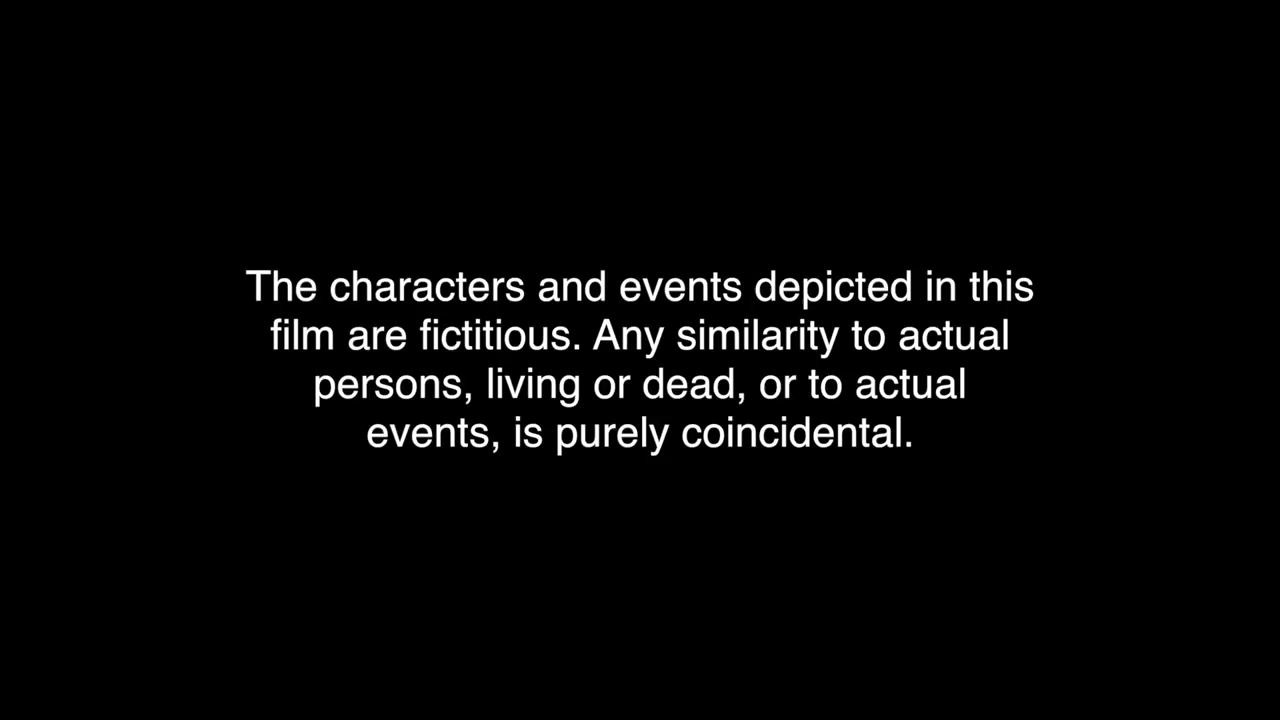 The characters and events depicted in this
film are fictitious. Any similarity to actual
persons, living or dead, or to actual
events, is purely coincidental.